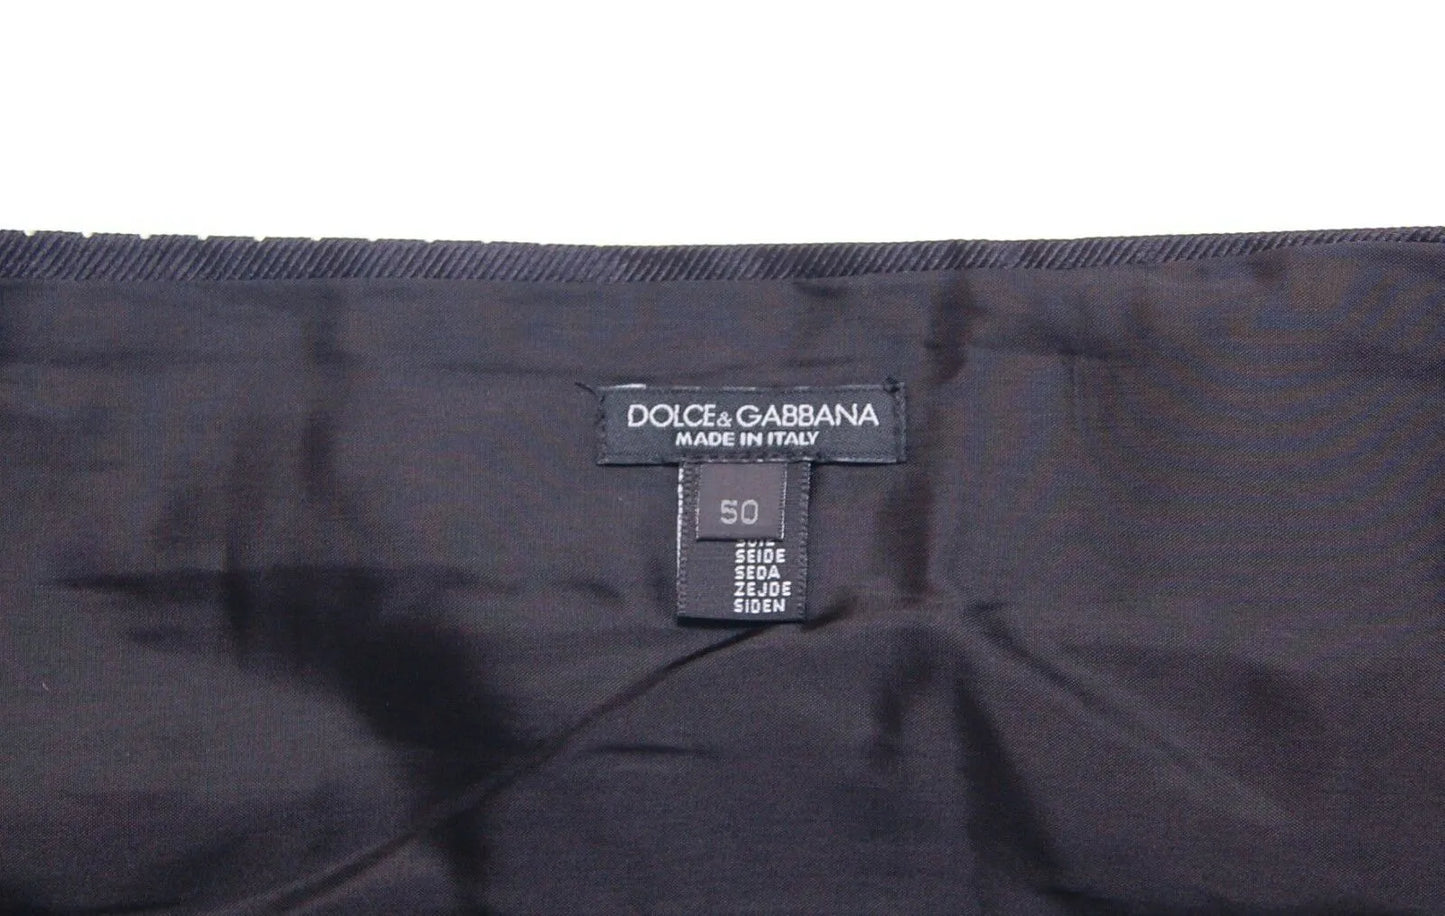 DOLCE&GABBANA
MADE IN ITALY
50
SEIDE
SEDA
ZEJDE
SIDEN